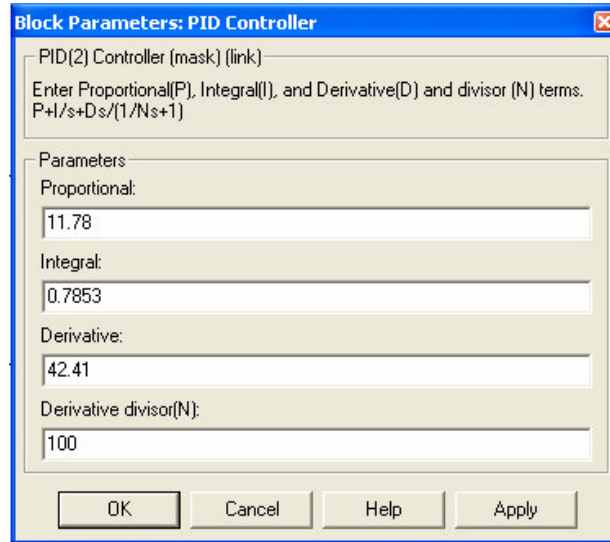 Block Parameters: PID Controller
PID(2) Controller (mask) (link)
Enter Proportional(P), Integral(I), and Derivative(D) and divisor (N) terms.
P+I/s+Ds/(1/Ns+1)
Parameters
Proportional:
11.78
Integral:
0.7853
Derivative:
42.41
Derivative divisor(N):
100
OK Cancel Help Apply